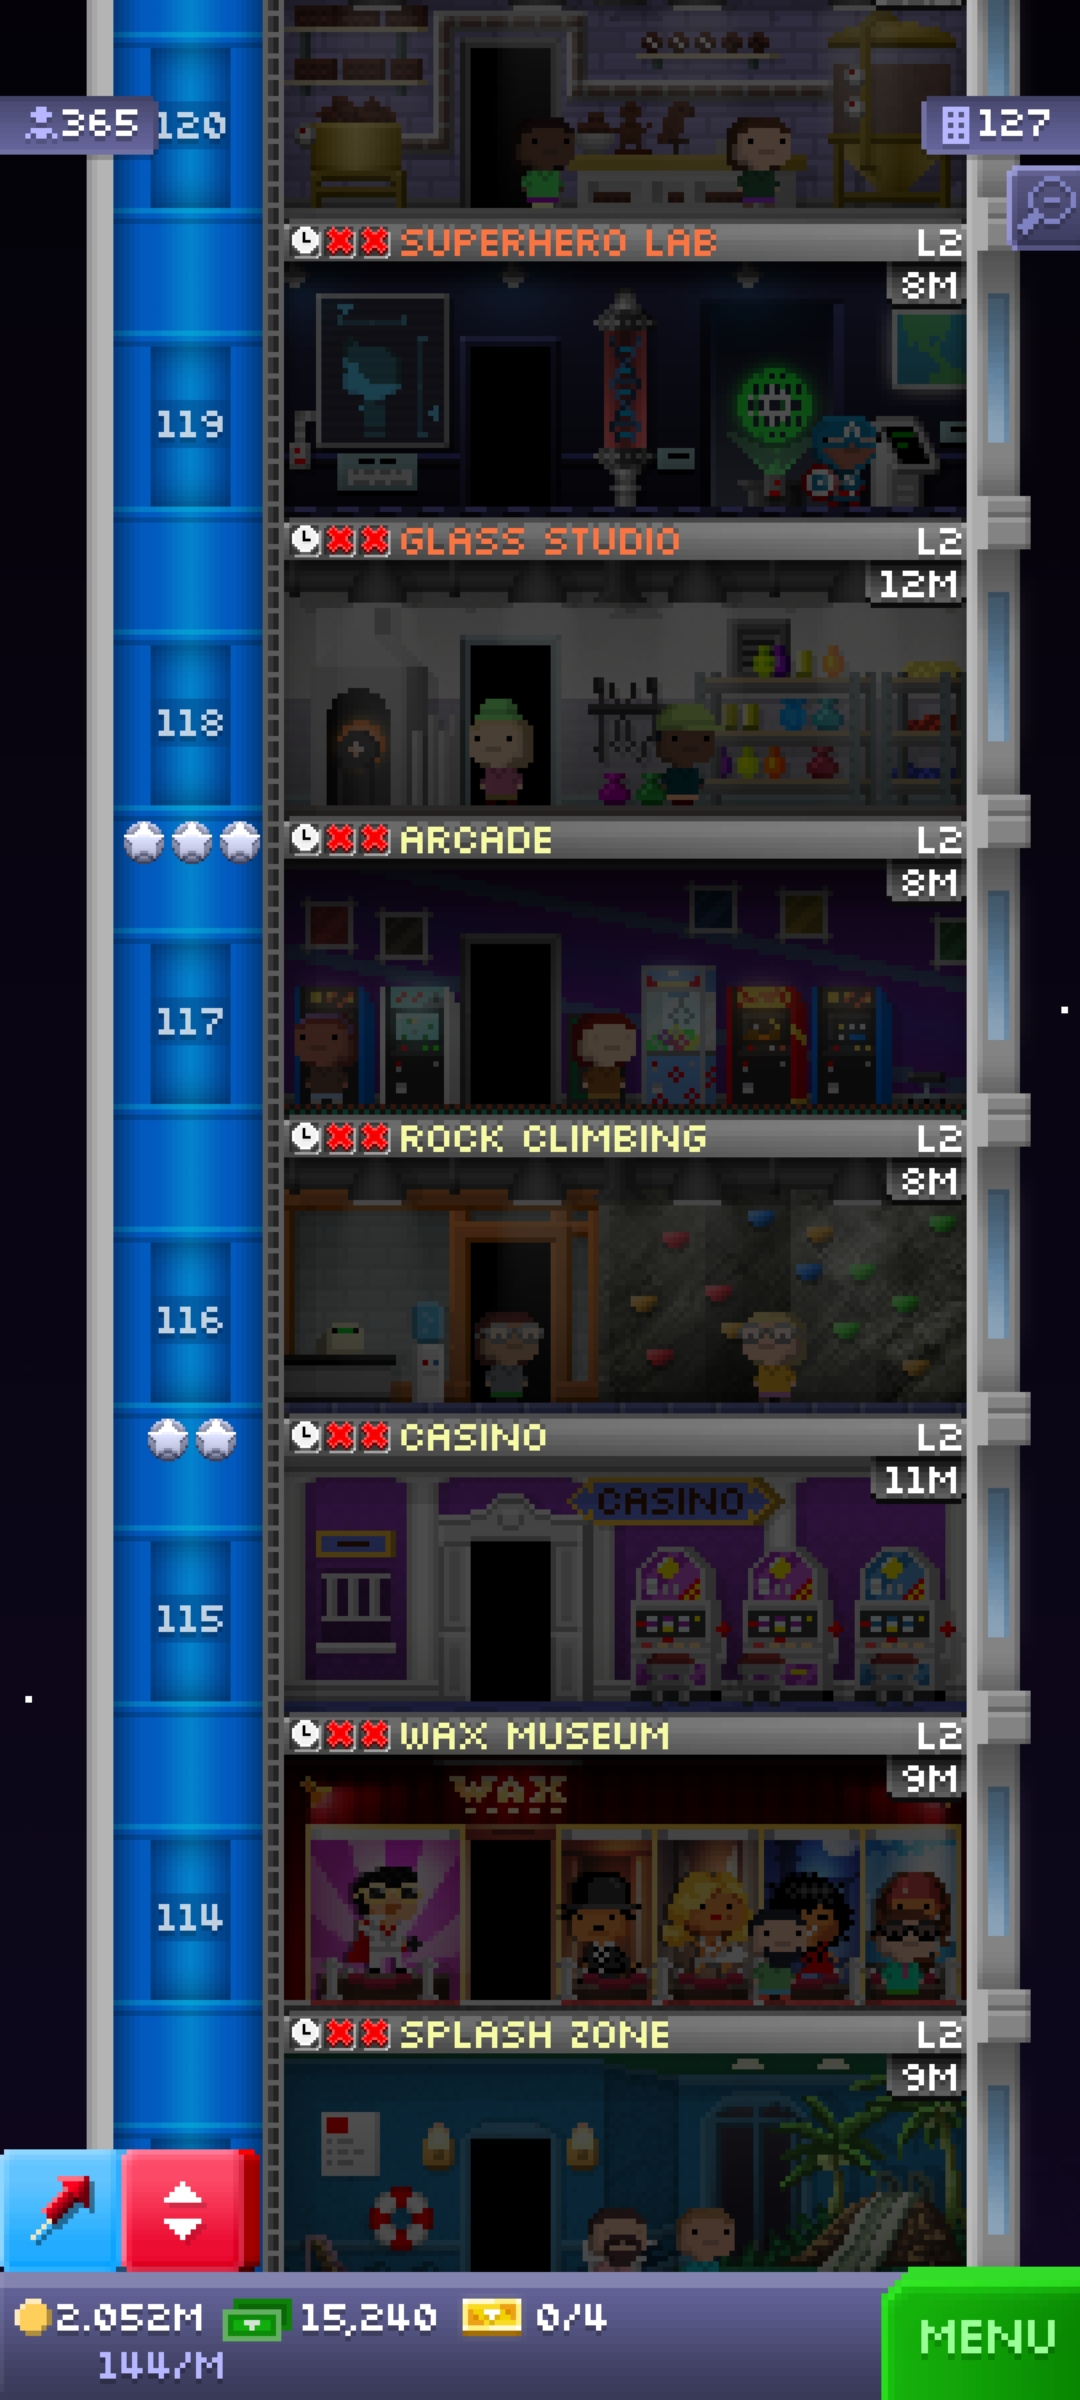 365
120
127
SUPERHERO LAB L2
8M
119
GLASS STUDIO L2
12M
118
ARCADE L2
8M
117
ROCK CLIMBING L2
8M
116
CASINO L2
11M
CASINO
115
WAX MUSEUM L2
9M
WAX
114
SPLASH ZONE L2
9M
2.052M 15,240 0/4
144/M
MENU